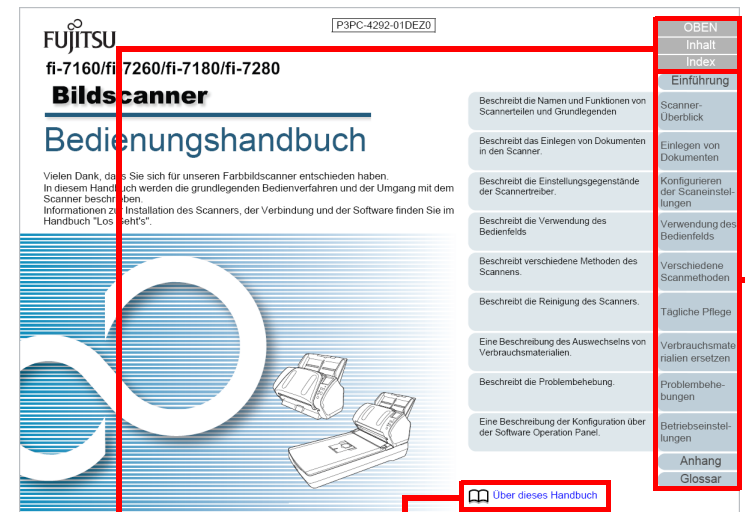 P3PC-4292-01DEZ0
FUJITSU
fi-7160/fi-7260/fi-7180/fi-7280
Bildscanner
Bedienungshandbuch
Vielen Dank, dass Sie sich für unseren Farbbildscanner entschieden haben.
In diesem Handbuch werden die grundlegenden Bedienverfahren und der Umgang mit dem
Scanner beschrieben.
Informationen zur Installation des Scanners, der Verbindung und der Software finden Sie im
Handbuch "Los Geht's".
OBEN
Inhalt
Index
Einführung
Beschreibt die Namen und Funktionen von
Scannerteilen und Grundlegenden
Scanner-
Überblick
Beschreibt das Einlegen von Dokumenten
in den Scanner.
Einlegen von
Dokumenten
Beschreibt die Einstellungsgegenstände
der Scannertreiber.
Konfigurieren
der Scaneinstel-
lungen
Beschreibt die Verwendung des
Bedienfelds
Verwendung des
Bedienfelds
Beschreibt verschiedene Methoden des
Scannens.
Verschiedene
Scanmethoden
Beschreibt die Reinigung des Scanners.
Tägliche Pflege
Eine Beschreibung des Auswechselns von
Verbrauchsmaterialien.
Verbrauchsmate
rialien ersetzen
Beschreibt die Problembehebung.
Problembehe-
bungen
Eine Beschreibung der Konfiguration über
der Software Operation Panel.
Betriebseinstel-
lungen
Anhang
Glossar
Über dieses Handbuch